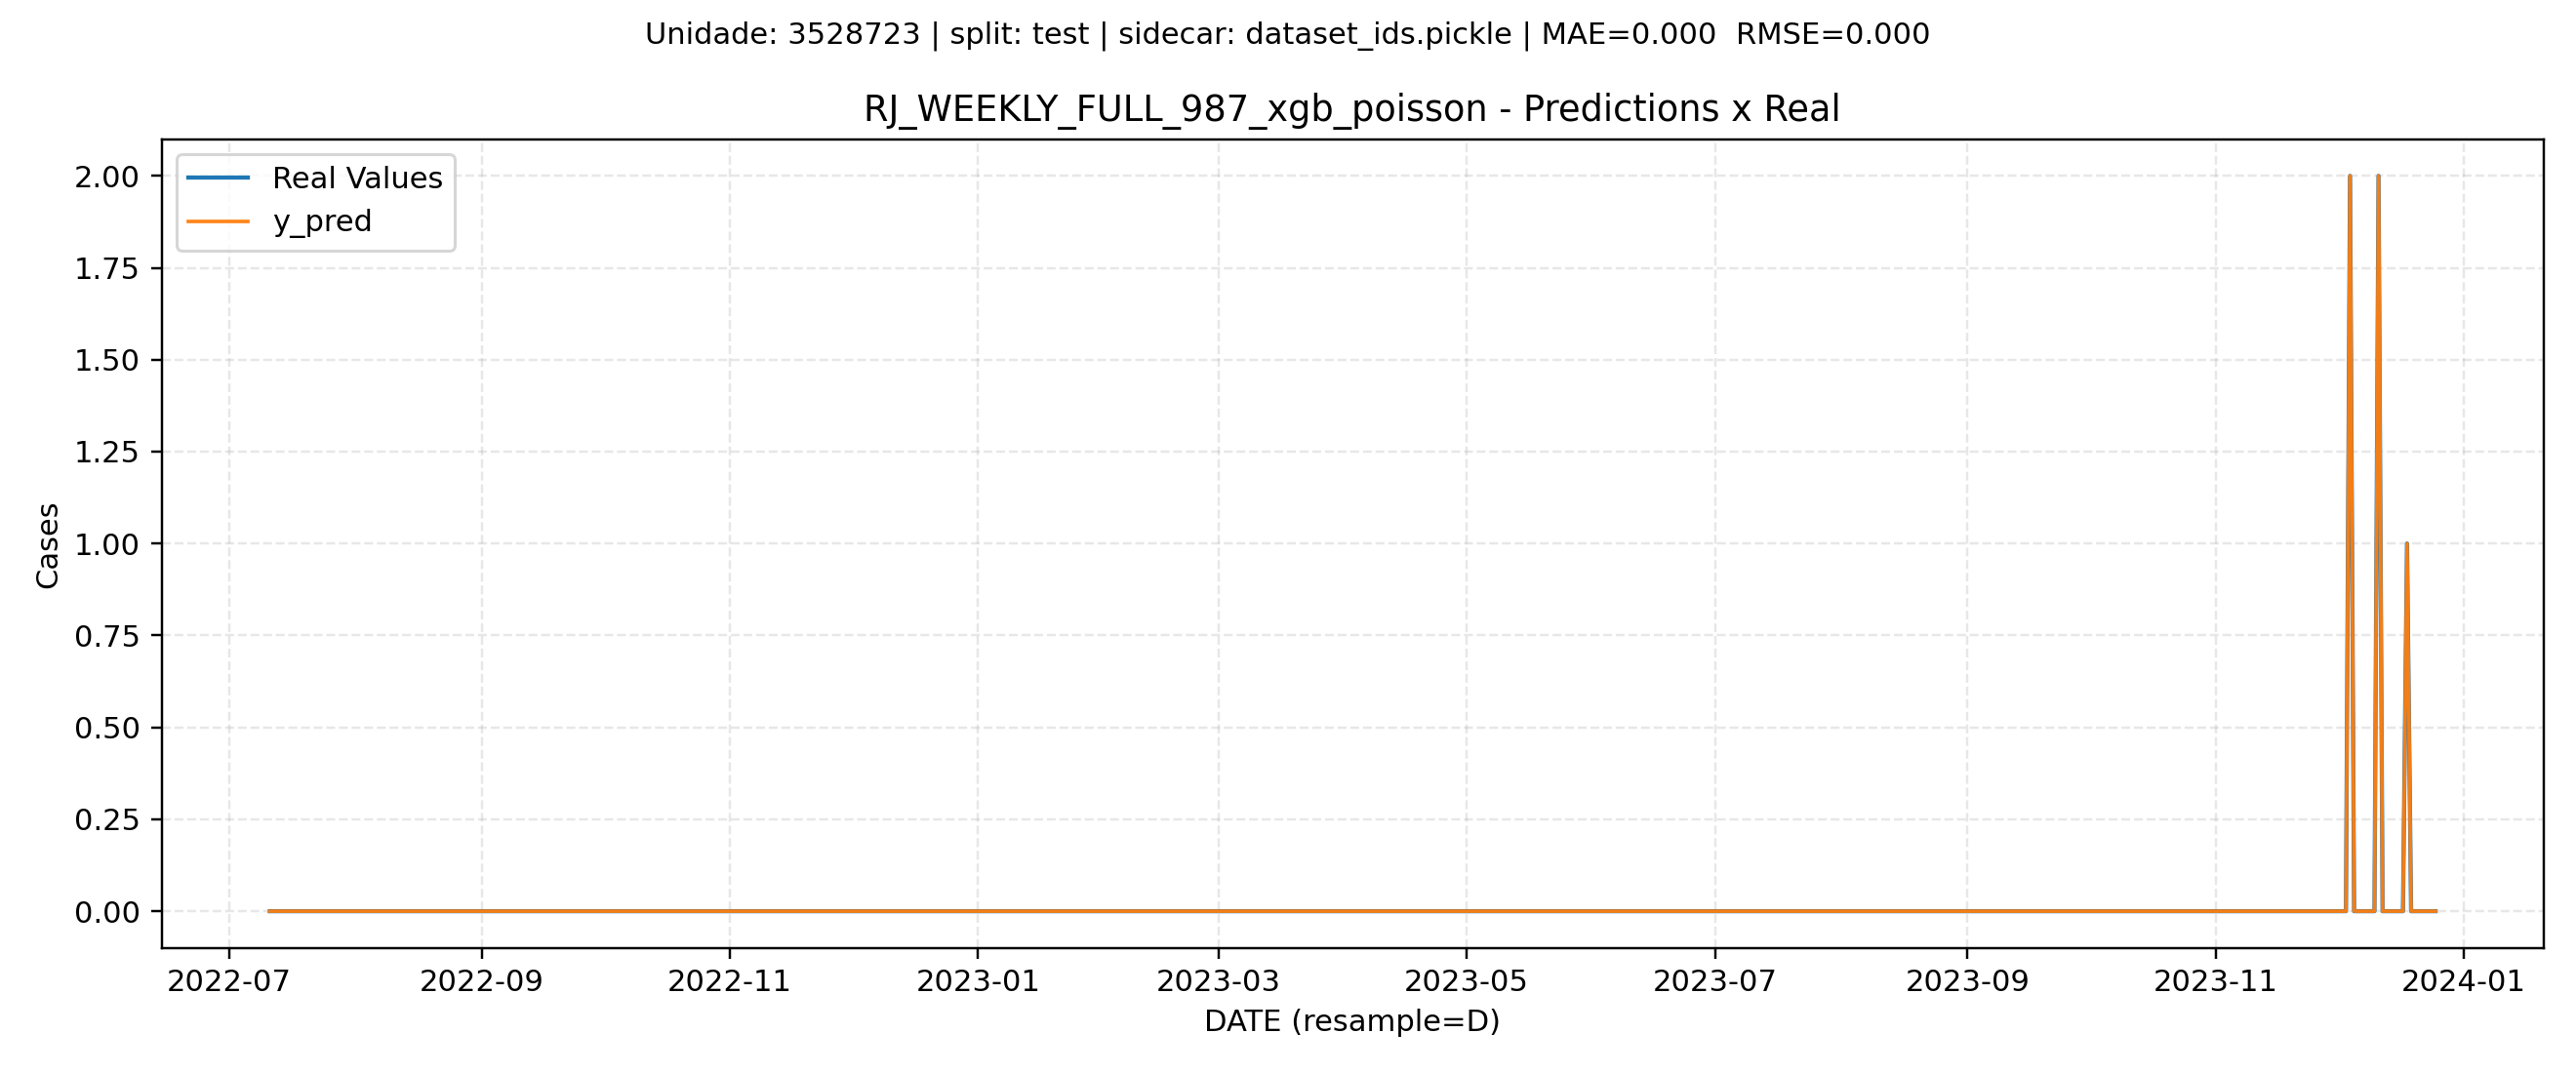 Unidade: 3528723 | split: test | sidecar: dataset_ids.pickle | MAE=0.000  RMSE=0.000
RJ_WEEKLY_FULL_987_xgb_poisson - Predictions x Real
Real Values
y_pred
2.00
1.75
1.50
1.25
1.00
0.75
0.50
0.25
0.00
Cases
2022-07 2022-09 2022-11 2023-01 2023-03 2023-05 2023-07 2023-09 2023-11 2024-01
DATE (resample=D)